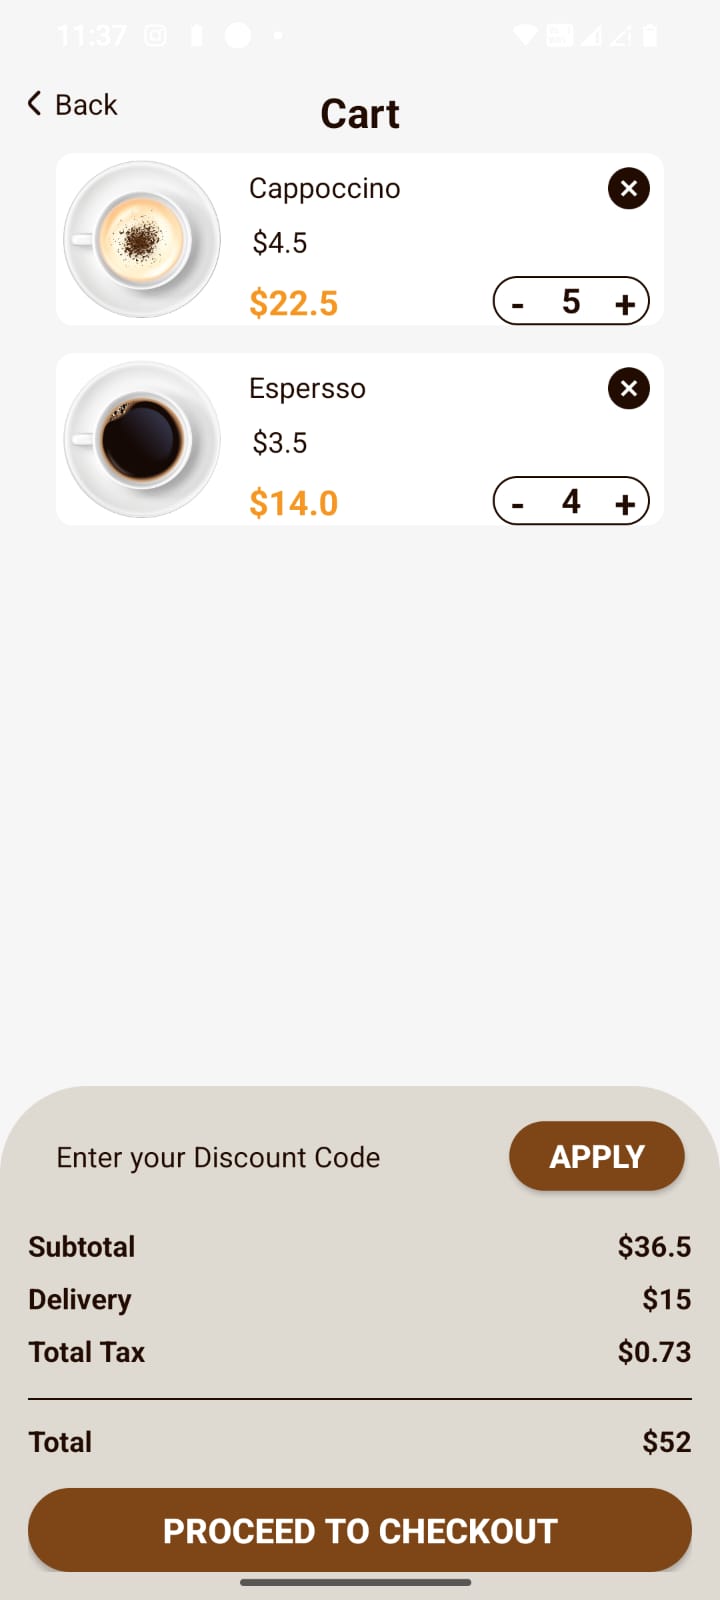 11:37
Back
Cart
Cappoccino
$4.5
$22.5
- 5 +
Espersso
$3.5
$14.0
- 4 +
Enter your Discount Code
APPLY
Subtotal $36.5
Delivery $15
Total Tax $0.73
Total $52
PROCEED TO CHECKOUT